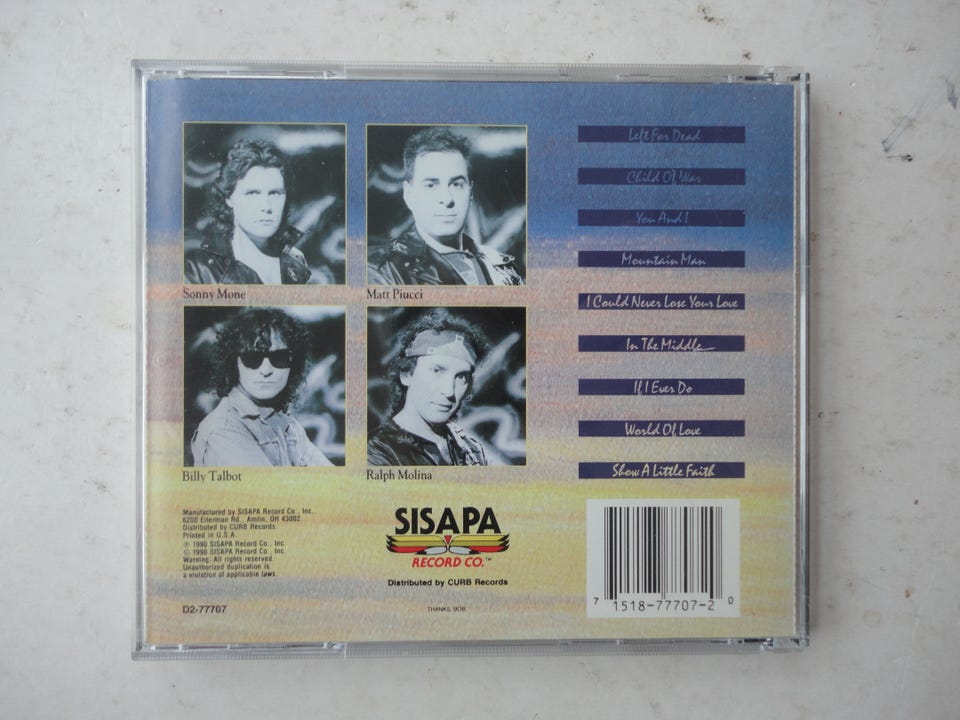 Sonny Mone
Matt Piucci
Billy Talbot
Ralph Molina
Left For Dead
Child Of War
You And I
Mountain Man
I Could Never Lose Your Love
In The Middle
If I Ever Do
World Of Love
Show A Little Faith
Manufactured by SISAPA Record Co., Inc.,
6200 Eiterman Rd., Amlin, OH 43002.
Distributed by CURB Records.
Printed in U.S.A.
℗ 1990 SISAPA Record Co., Inc.
© 1990 SISAPA Record Co., Inc.
Warning: All rights reserved.
Unauthorized duplication is
a violation of applicable laws.
D2-77707
SISAPA
RECORD CO.™
Distributed by CURB Records
THANKS, BOB
7 1518-77707-2 0